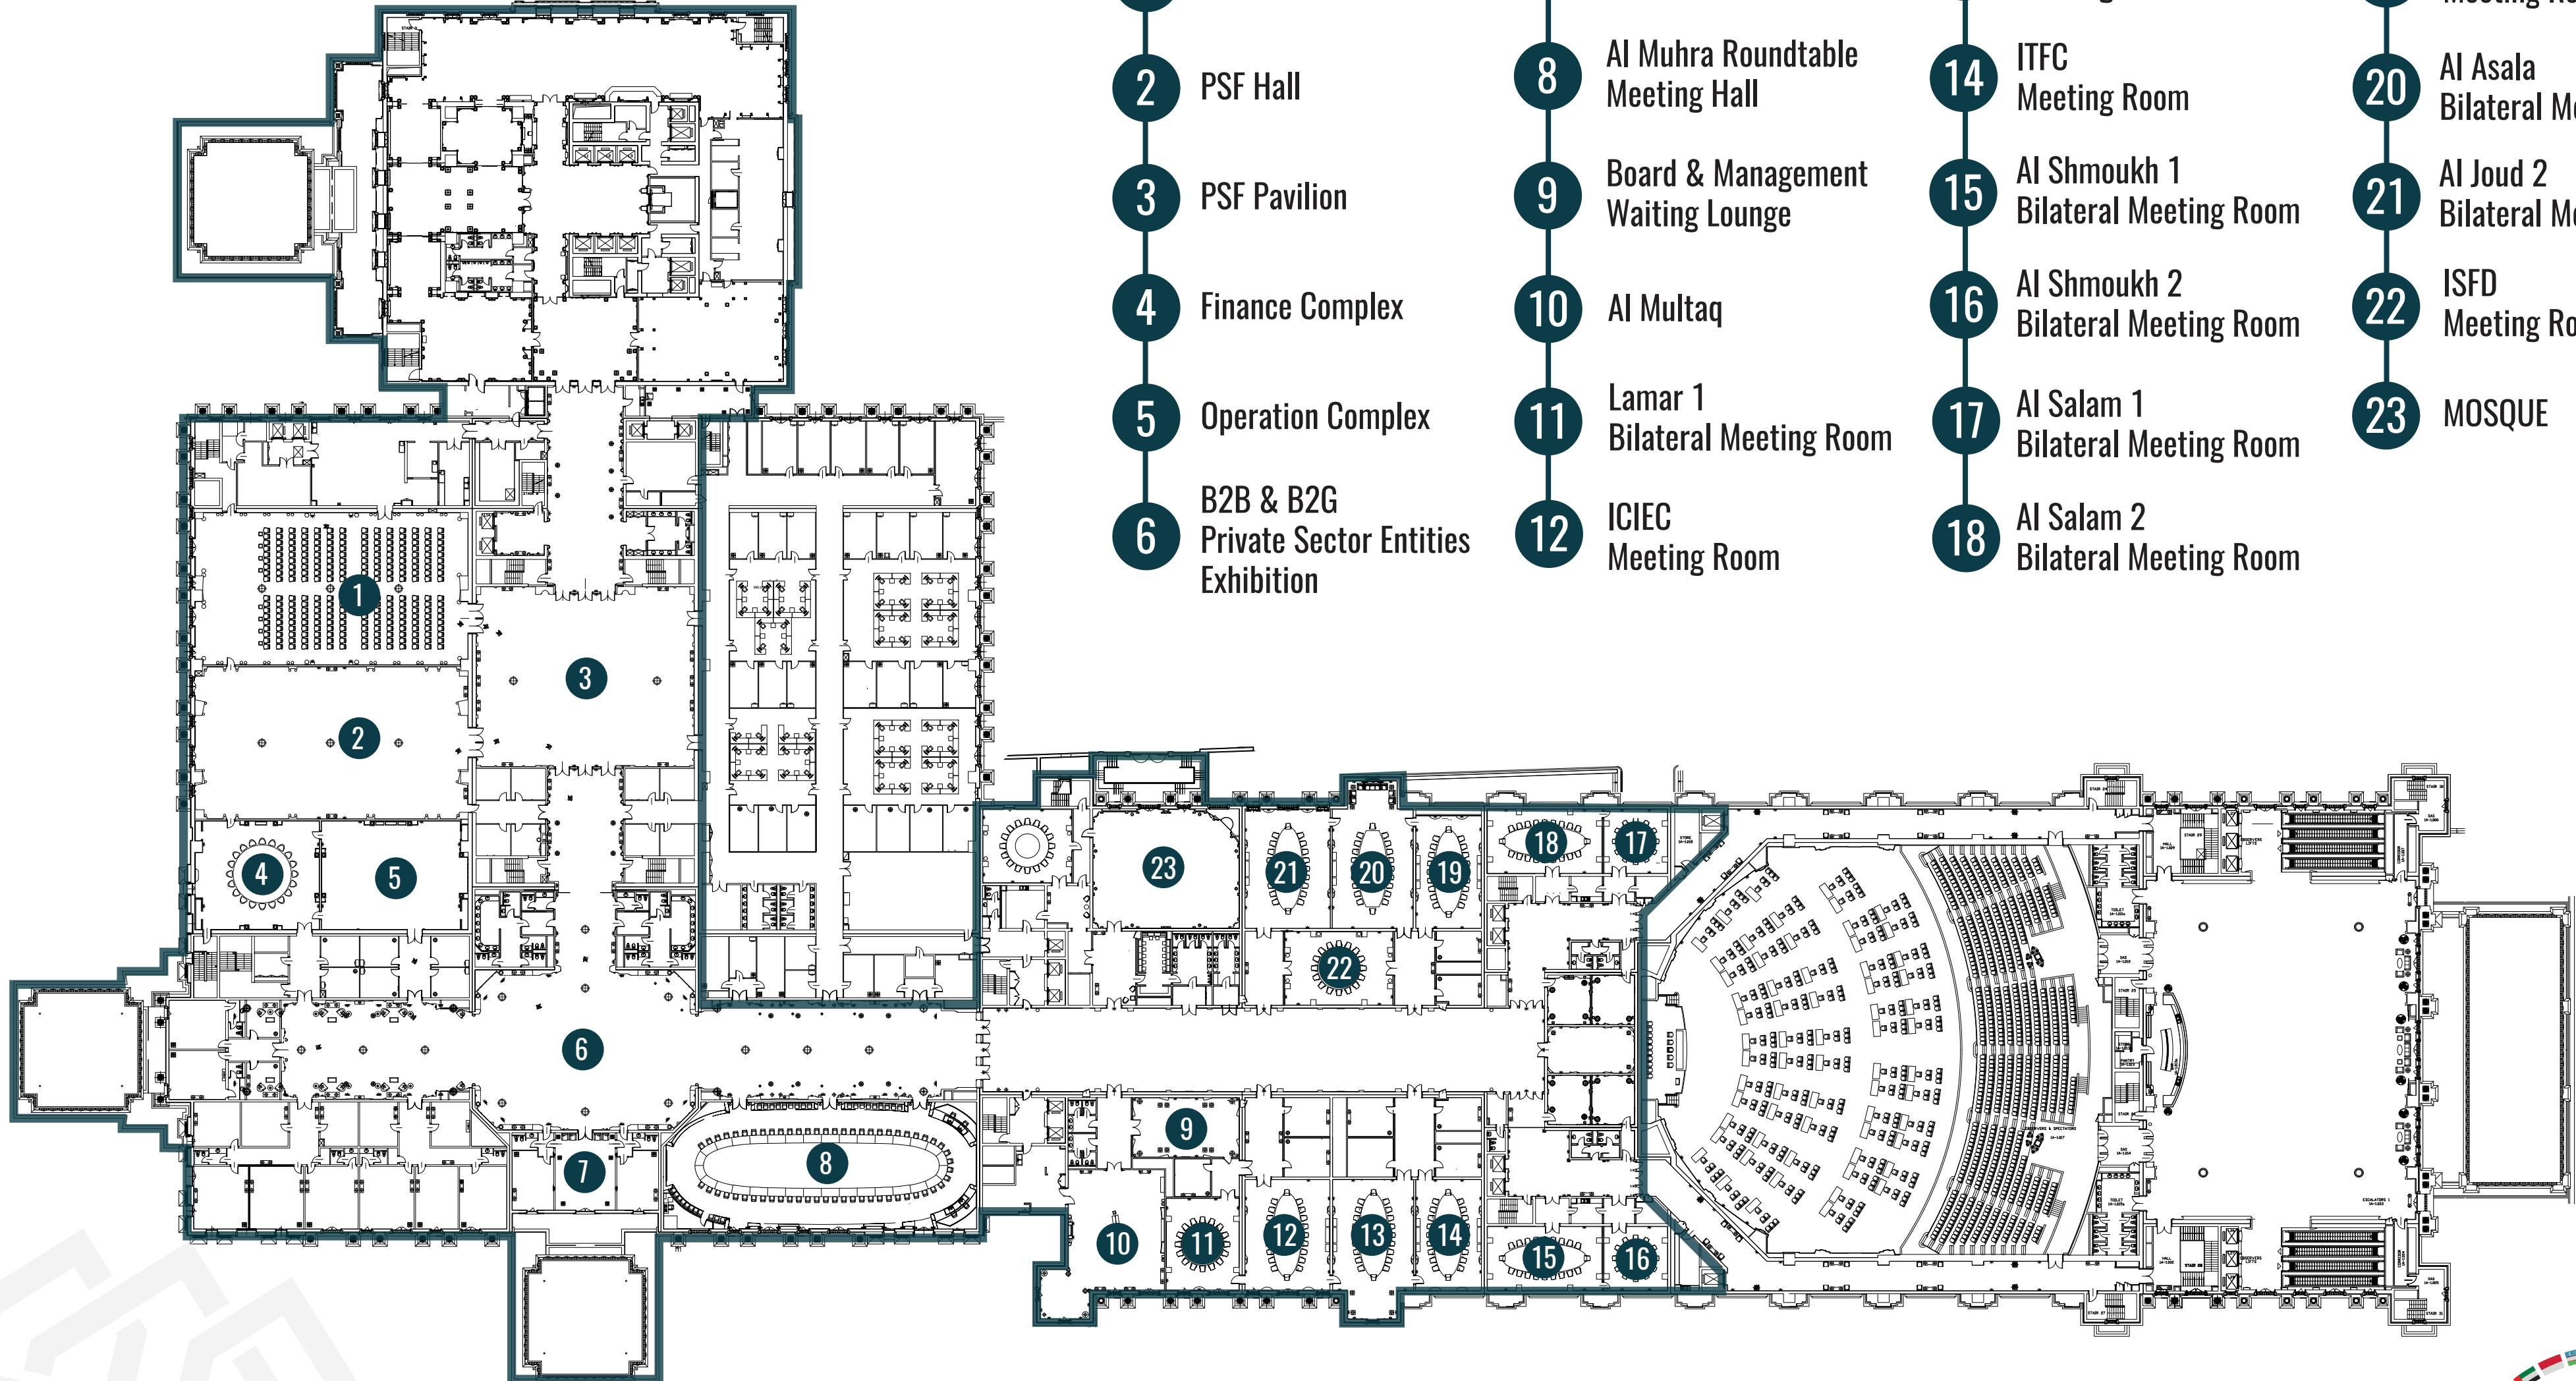 2
PSF Hall
3
PSF Pavilion
4
Finance Complex
5
Operation Complex
6
B2B & B2G
Private Sector Entities
Exhibition
8
Al Muhra Roundtable
Meeting Hall
9
Board & Management
Waiting Lounge
10
Al Multaq
11
Lamar 1
Bilateral Meeting Room
12
ICIEC
Meeting Room
14
ITFC
Meeting Room
15
Al Shmoukh 1
Bilateral Meeting Room
16
Al Shmoukh 2
Bilateral Meeting Room
17
Al Salam 1
Bilateral Meeting Room
18
Al Salam 2
Bilateral Meeting Room
20
Al Asala
Bilateral
21
Al Joud 2
Bilateral
22
ISFD
Meeting
23
MOSQUE
1
2
3
4
5
6
7
8
9
10
11
12
13
14
15
16
17
18
19
20
21
22
23